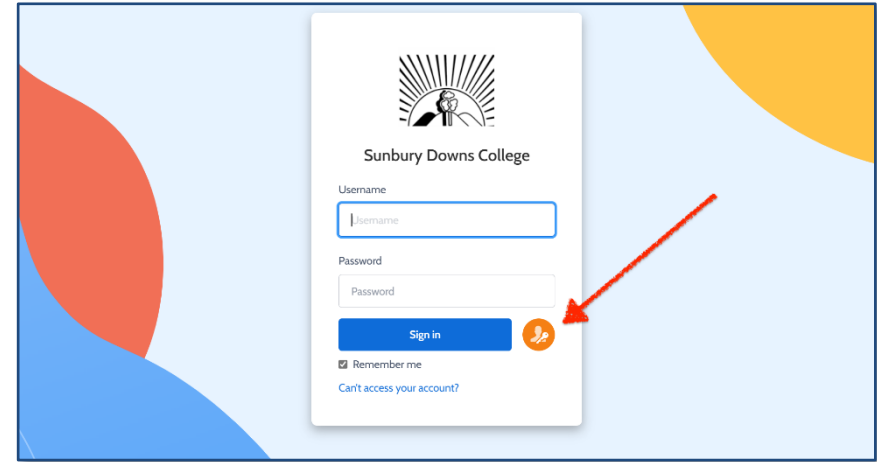 Sunbury Downs College
Username
Username
Password
Password
Sign in
Remember me
Can't access your account?